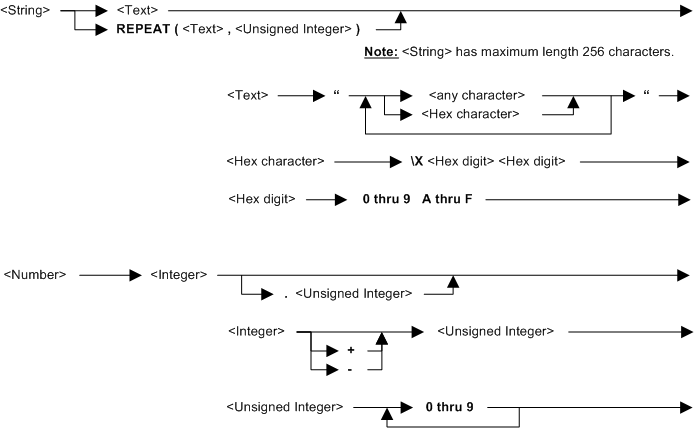 <String> <Text>
REPEAT ( <Text> , <Unsigned Integer> )
Note: <String> has maximum length 256 characters.
<Text> “ <any character> “
<Hex character>
<Hex character> \X <Hex digit> <Hex digit>
<Hex digit> 0 thru 9 A thru F
<Number> <Integer>
. <Unsigned Integer>
<Integer> <Unsigned Integer>
+
-
<Unsigned Integer> 0 thru 9